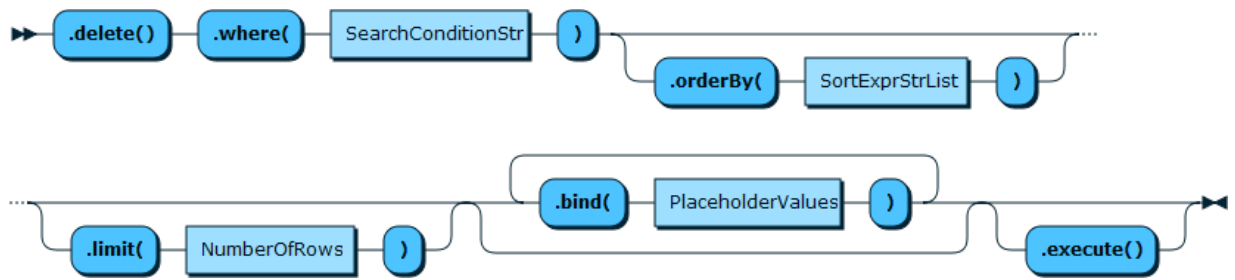 .delete() .where( SearchConditionStr )
.orderBy( SortExprStrList )
.bind( PlaceholderValues )
.limit( NumberOfRows ) .execute()